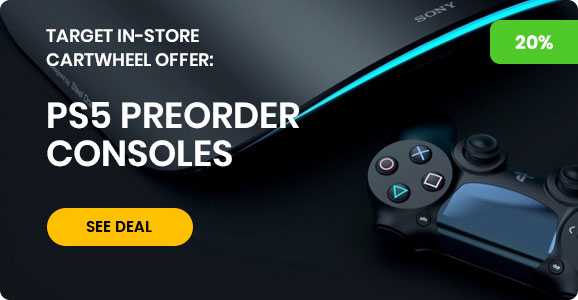 TARGET IN-STORE
CARTWHEEL OFFER:
PS5 PREORDER
CONSOLES
SEE DEAL
20%
SONY